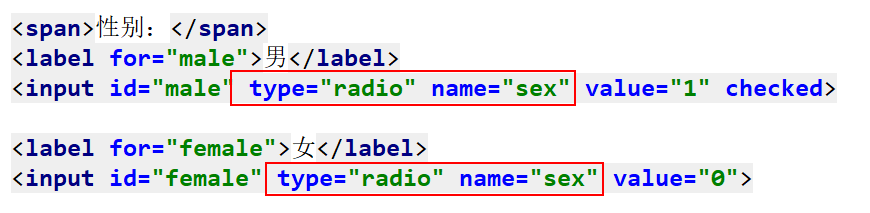 <span>性别：</span>
<label for="male">男</label>
<input id="male" type="radio" name="sex" value="1" checked>
<label for="female">女</label>
<input id="female" type="radio" name="sex" value="0">